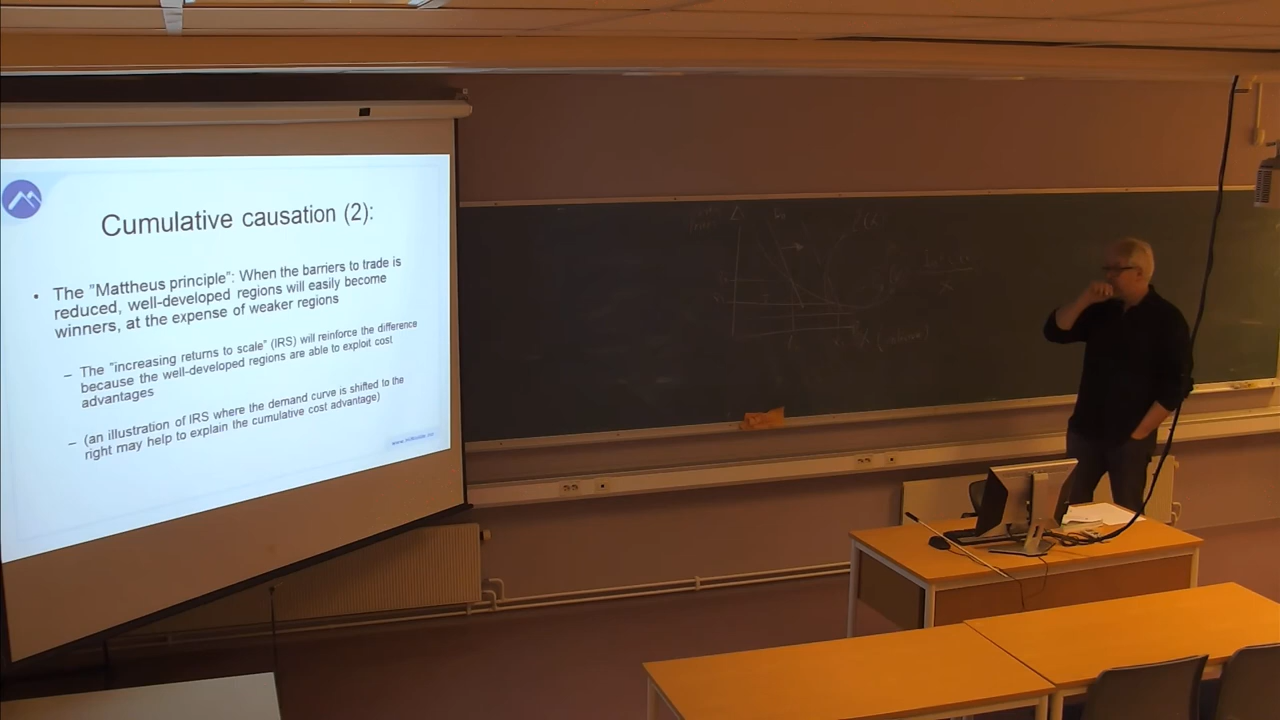 Cumulative causation (2):
• The "Mattheus principle": When the barriers to trade is
reduced, well-developed regions will easily become
winners, at the expense of weaker regions
– The "increasing returns to scale" (IRS) will reinforce the difference
because the well-developed regions are able to exploit cost
advantages
– (an illustration of IRS where the demand curve is shifted to the
right may help to explain the cumulative cost advantage)